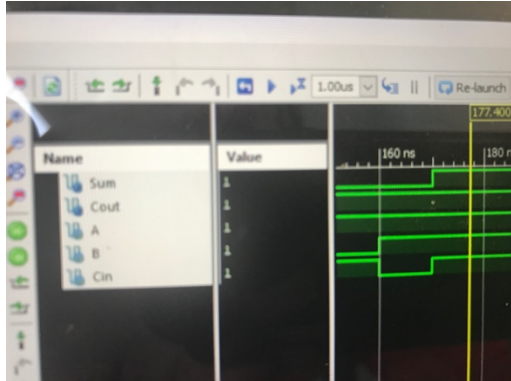 1.00us Re-launch
177.400
Name Value 160 ns 180 n
Sum 1
Cout 1
A 1
B 1
Cin 1